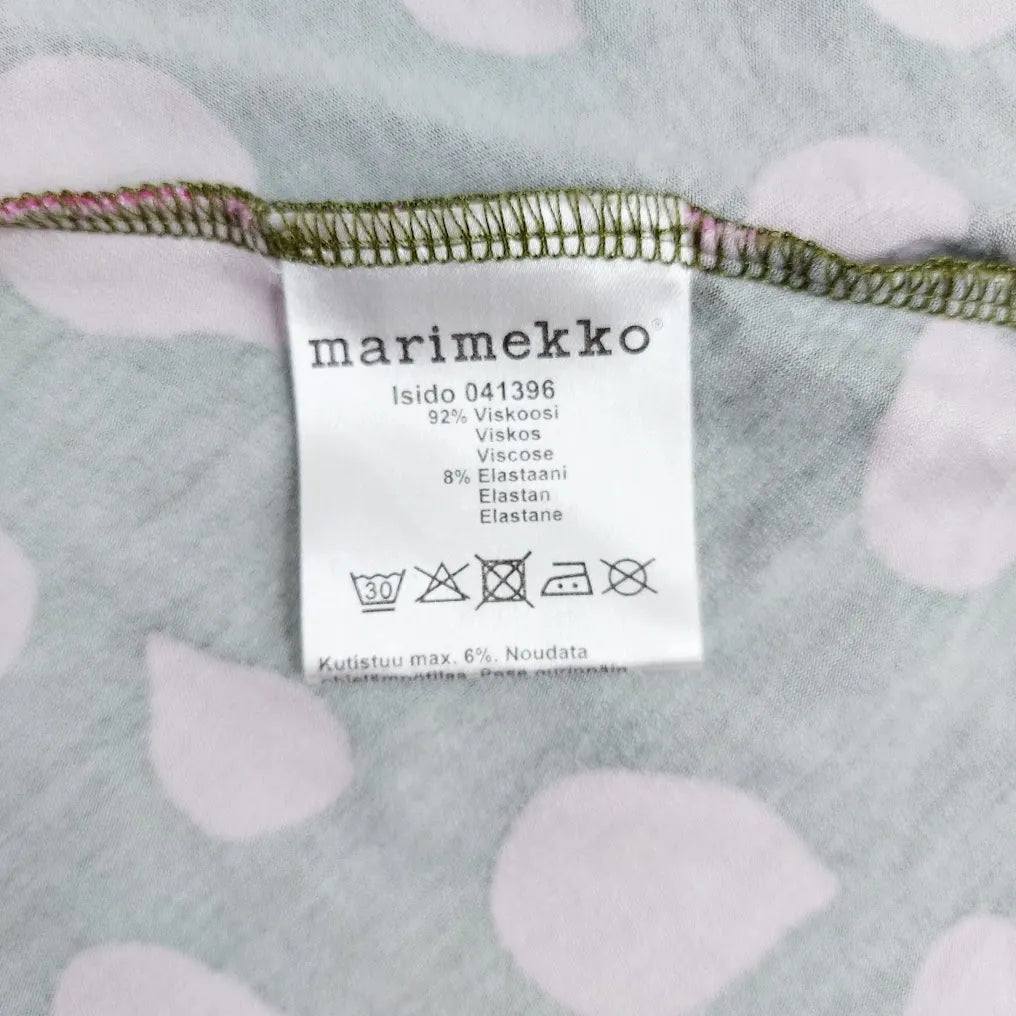 marimekko®
Isido 041396
92% Viskoosi
Viskos
Viscose
8% Elastaani
Elastan
Elastane
30
Kutistuu max. 6%. Noudata